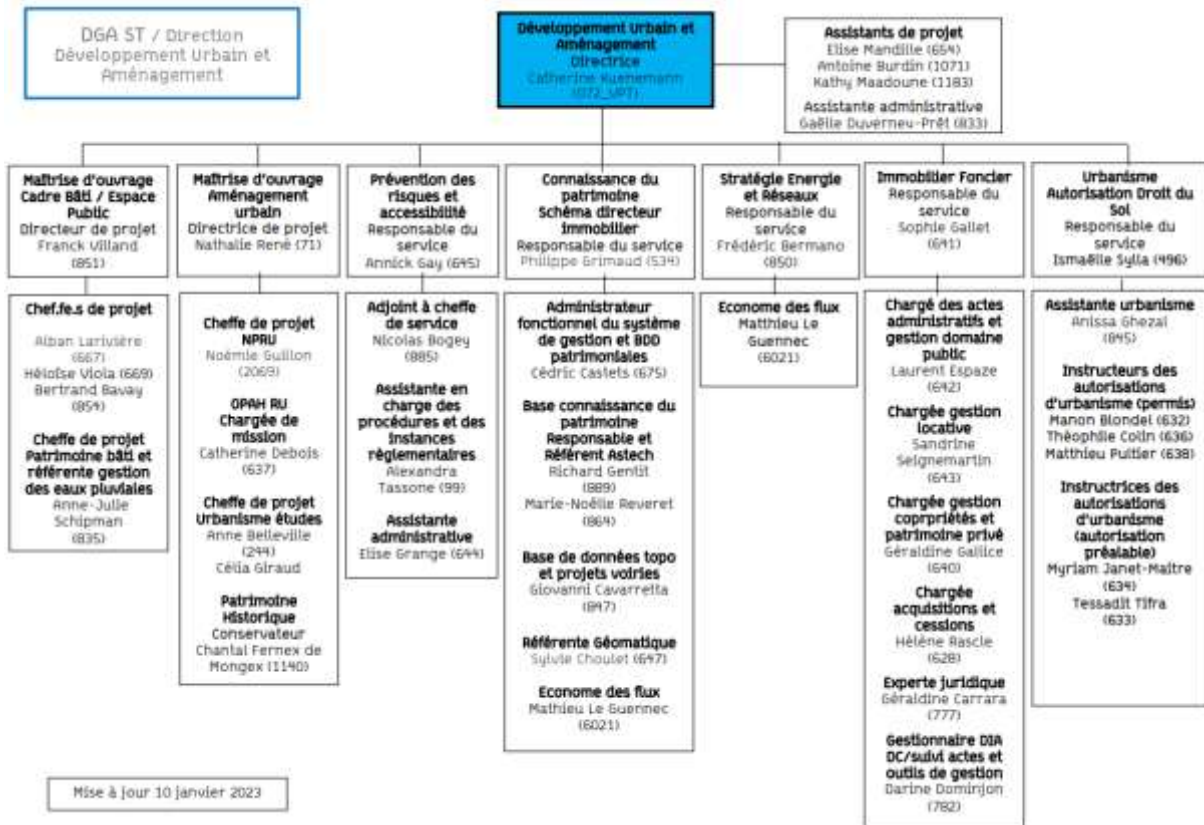 DGA ST / Direction
Développement Urbain et
Aménagement
Développement Urbain et
Aménagement
Directrice
Catherine Kuenemann
(072_VPT)
Assistants de projet
Elise Mandille (654)
Antoine Burdin (1071)
Kathy Maadoune (1183)
Assistante administrative
Gaëlle Duverneu-Prêt (833)
Maîtrise d'ouvrage
Cadre Bâti / Espace
Public
Directeur de projet
Franck Villand
(851)
Chef.fe.s de projet
Alban Larivière
(667)
Héloïse Viola (669)
Bertrand Bavay
(854)
Cheffe de projet
Patrimoine bâti et
référente gestion
des eaux pluviales
Anne-Julie
Schipman
(835)
Maîtrise d'ouvrage
Aménagement
urbain
Directrice de projet
Nathalie René (71)
Cheffe de projet
NPRU
Noémie Guillon
(2069)
OPAH RU
Chargée de
mission
Catherine Debois
(637)
Cheffe de projet
Urbanisme études
Anne Belleville
(244)
Célia Giraud
Patrimoine
Historique
Conservateur
Chantal Fernex de
Mongex (1140)
Prévention des
risques et
accessibilité
Responsable du
service
Annick Gay (645)
Adjoint à cheffe
de service
Nicolas Bogey
(885)
Assistante en
charge des
procédures et des
instances
règlementaires
Alexandra
Tassone (99)
Assistante
administrative
Elise Grange (644)
Connaissance du
patrimoine
Schéma directeur
immobilier
Responsable du service
Philippe Grimaud (534)
Administrateur
fonctionnel du système
de gestion et BDD
patrimoniales
Cédric Castets (675)
Base connaissance du
patrimoine
Responsable et
Référent Astech
Richard Gentit
(889)
Marie-Noëlle Reveret
(864)
Base de données topo
et projets voiries
Giovanni Cavarretta
(847)
Référente Géomatique
Sylvie Choulet (647)
Econome des flux
Mathieu Le Guennec
(6021)
Stratégie Energie
et Réseaux
Responsable du
service
Frédéric Bermano
(850)
Econome des flux
Matthieu Le
Guennec
(6021)
Immobilier Foncier
Responsable du
service
Sophie Gallet
(641)
Chargé des actes
administratifs et
gestion domaine
public
Laurent Espaze
(642)
Chargée gestion
locative
Sandrine
Seignemartin
(643)
Chargée gestion
coprpriétés et
patrimoine privé
Géraldine Gallice
(640)
Chargée
acquisitions et
cessions
Hélène Rascle
(628)
Experte juridique
Géraldine Carrara
(777)
Gestionnaire DIA
DC/suivi actes et
outils de gestion
Darine Dominjon
(782)
Urbanisme
Autorisation Droit du
Sol
Responsable du
service
Ismaëlle Sylla (496)
Assistante urbanisme
Anissa Ghezal
(845)
Instructeurs des
autorisations
d'urbanisme (permis)
Manon Blondel (632)
Théophile Colin (636)
Matthieu Pultier (638)
Instructrices des
autorisations
d'urbanisme
(autorisation
préalable)
Myriam Janet-Maitre
(634)
Tessadit Tifra
(633)
Mise à jour 10 janvier 2023